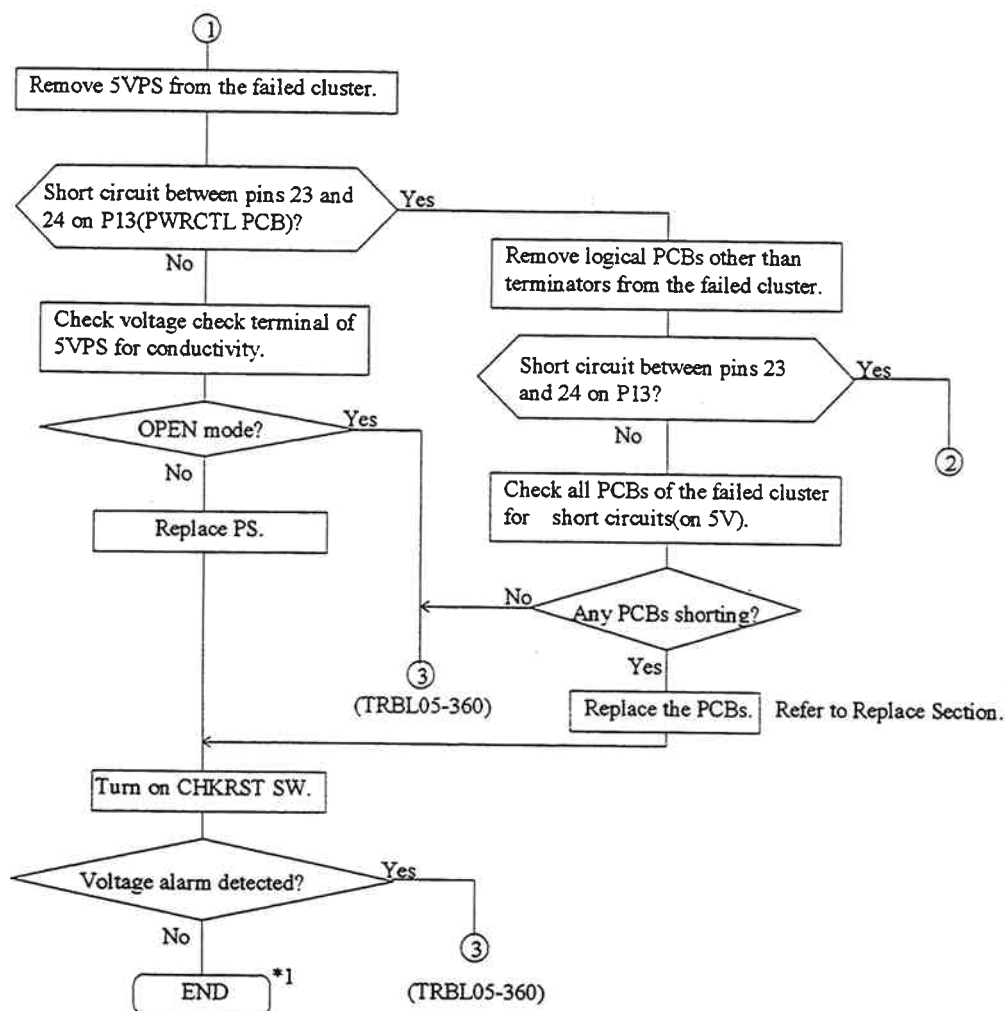 1
Remove 5VPS from the failed cluster.
Short circuit between pins 23 and
24 on P13(PWRCTL PCB)?
Yes
No
Remove logical PCBs other than
terminators from the failed cluster.
Check voltage check terminal of
5VPS for conductivity.
Short circuit between pins 23
and 24 on P13?
Yes
No
2
OPEN mode?
Yes
No
Check all PCBs of the failed cluster
for short circuits(on 5V).
Replace PS.
Any PCBs shorting?
No
Yes
3
(TRBL05-360)
Replace the PCBs.
Refer to Replace Section.
Turn on CHKRST SW.
Voltage alarm detected?
Yes
No
3
(TRBL05-360)
END
*1